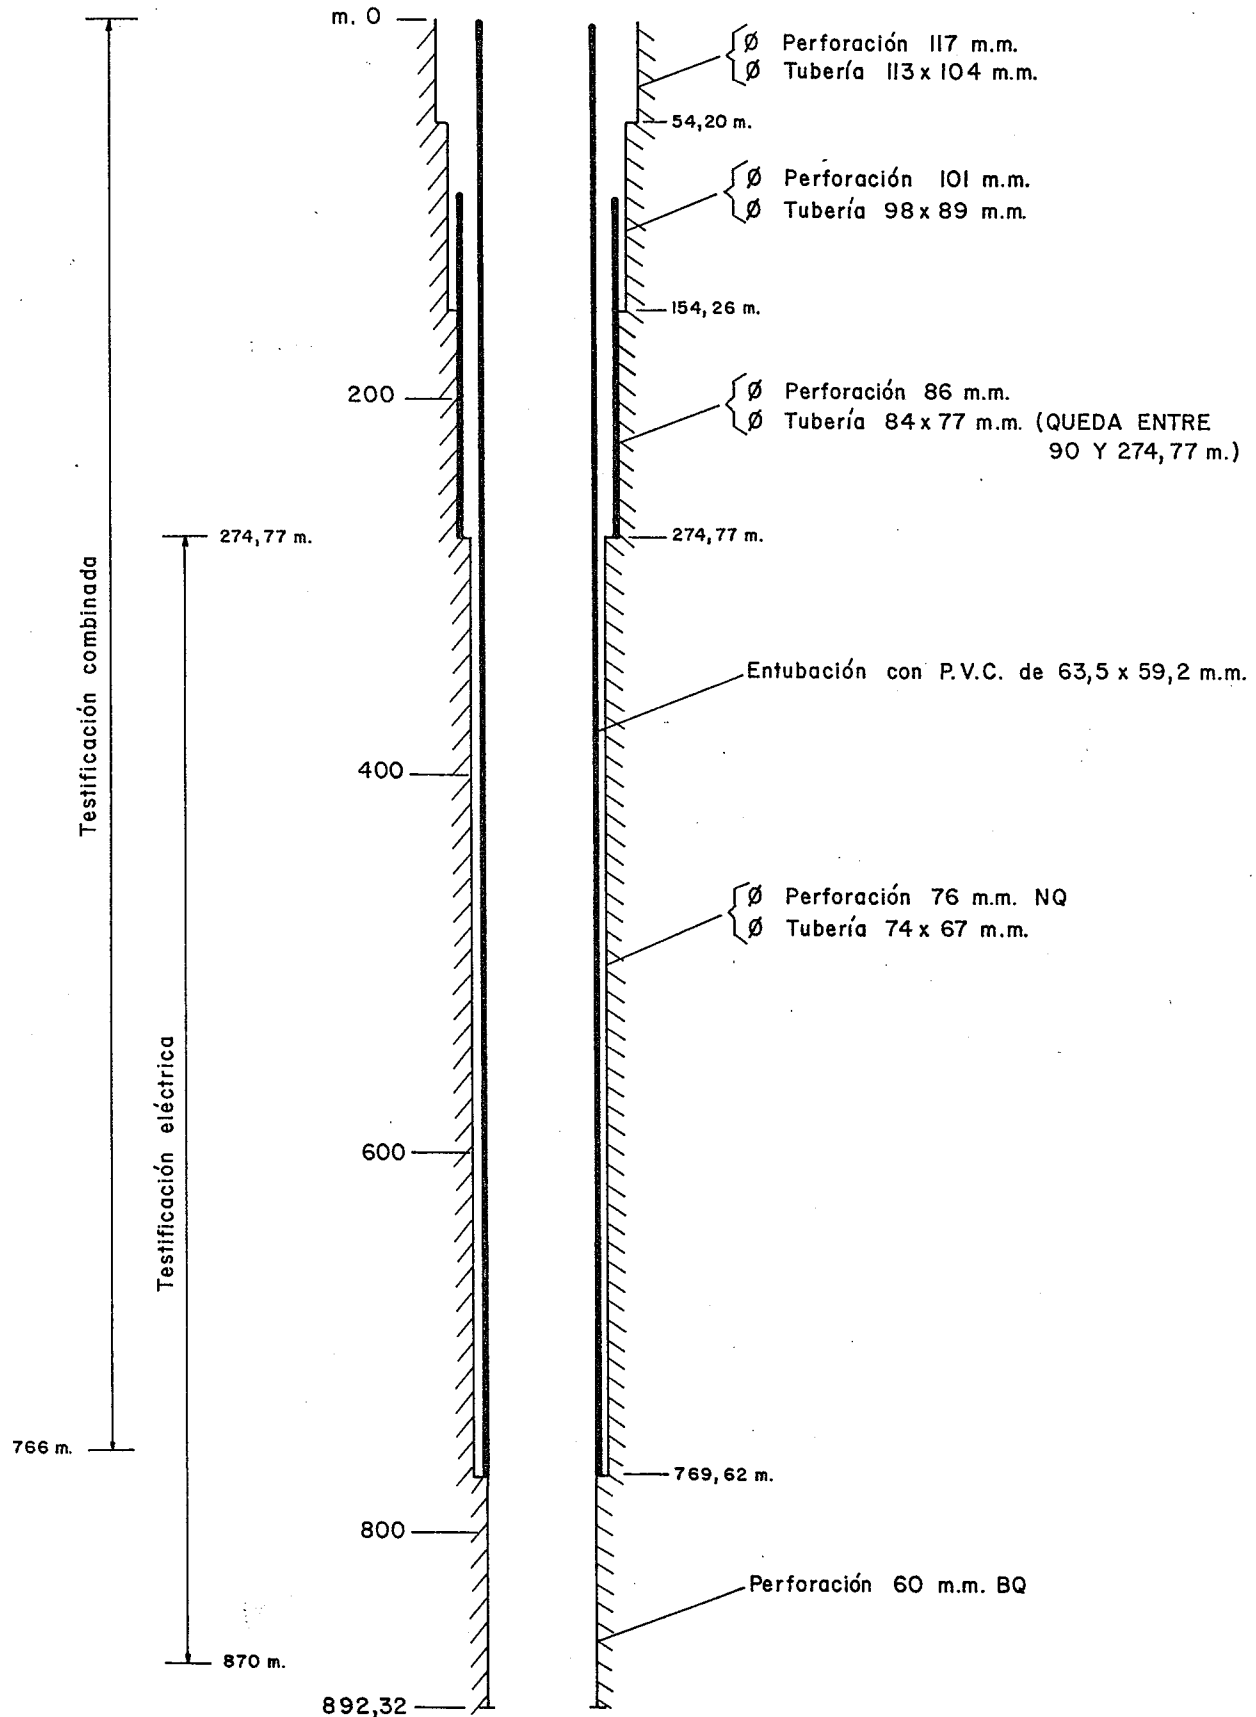 m. 0
Ø Perforación 117 m.m.
Ø Tubería 113 x 104 m.m.
54,20 m.
Ø Perforación 101 m.m.
Ø Tubería 98 x 89 m.m.
154,26 m.
200
Ø Perforación 86 m.m.
Ø Tubería 84 x 77 m.m. (QUEDA ENTRE
90 Y 274,77 m.)
274,77 m.
274,77 m.
Testificación combinada
Entubación con P.V.C. de 63,5 x 59,2 m.m.
400
Ø Perforación 76 m.m. NQ
Ø Tubería 74 x 67 m.m.
Testificación eléctrica
600
766 m.
769,62 m.
800
Perforación 60 m.m. BQ
870 m.
892,32